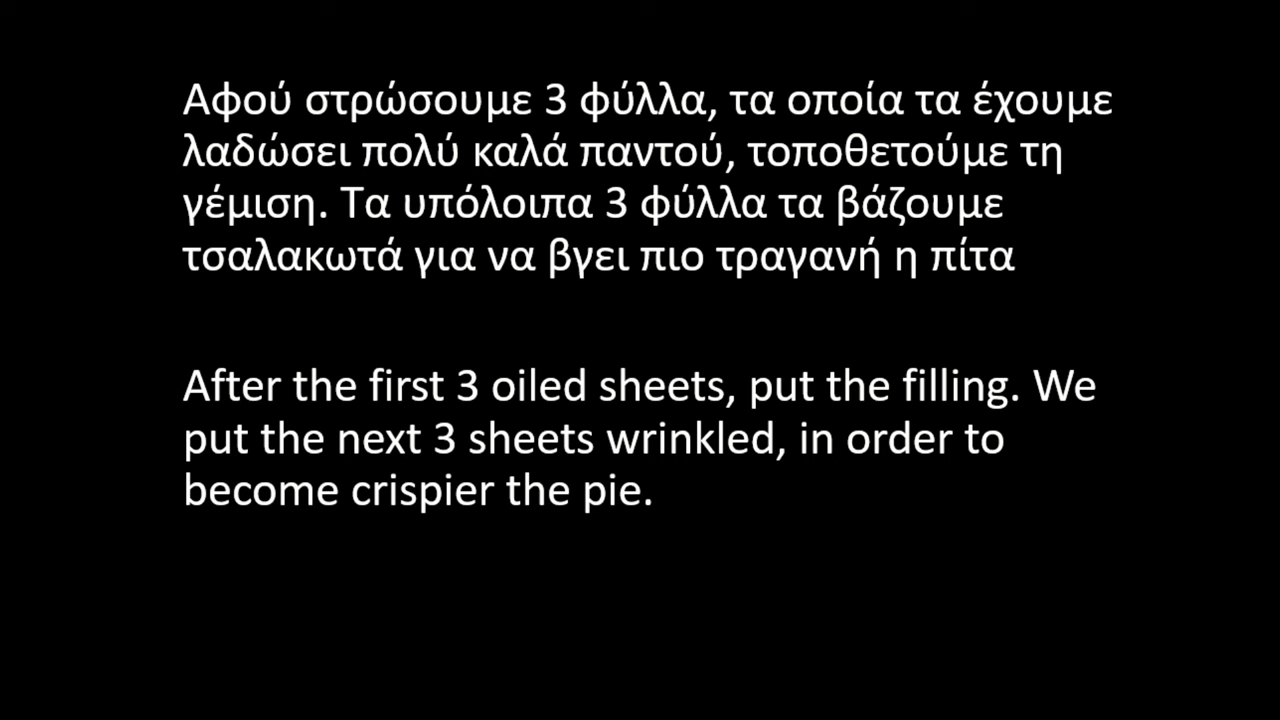 Αφού στρώσουμε 3 φύλλα, τα οποία τα έχουμε
λαδώσει πολύ καλά παντού, τοποθετούμε τη
γέμιση. Τα υπόλοιπα 3 φύλλα τα βάζουμε
τσαλακωτά για να βγει πιο τραγανή η πίτα
After the first 3 oiled sheets, put the filling. We
put the next 3 sheets wrinkled, in order to
become crispier the pie.